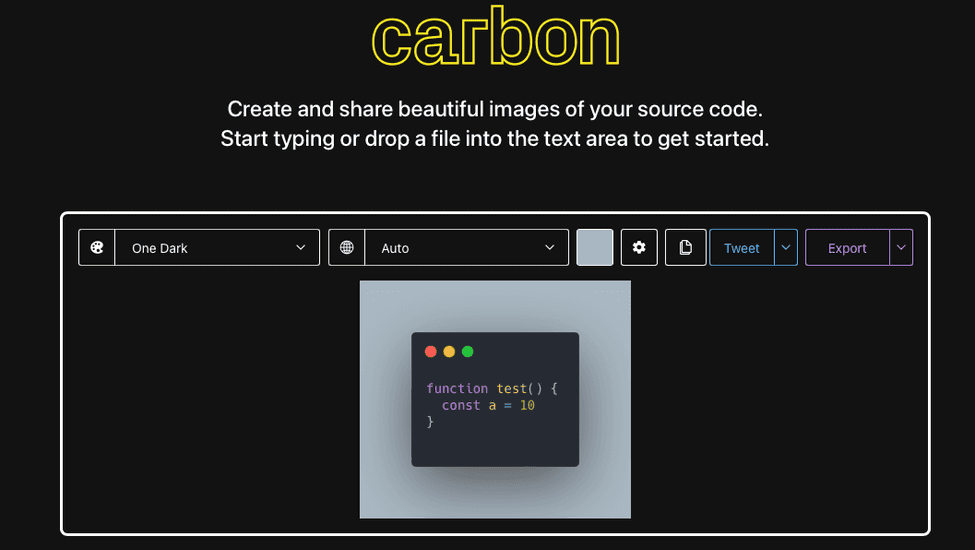 carbon
Create and share beautiful images of your source code.
Start typing or drop a file into the text area to get started.
One Dark
Auto
Tweet
Export
function test() {
  const a = 10
}